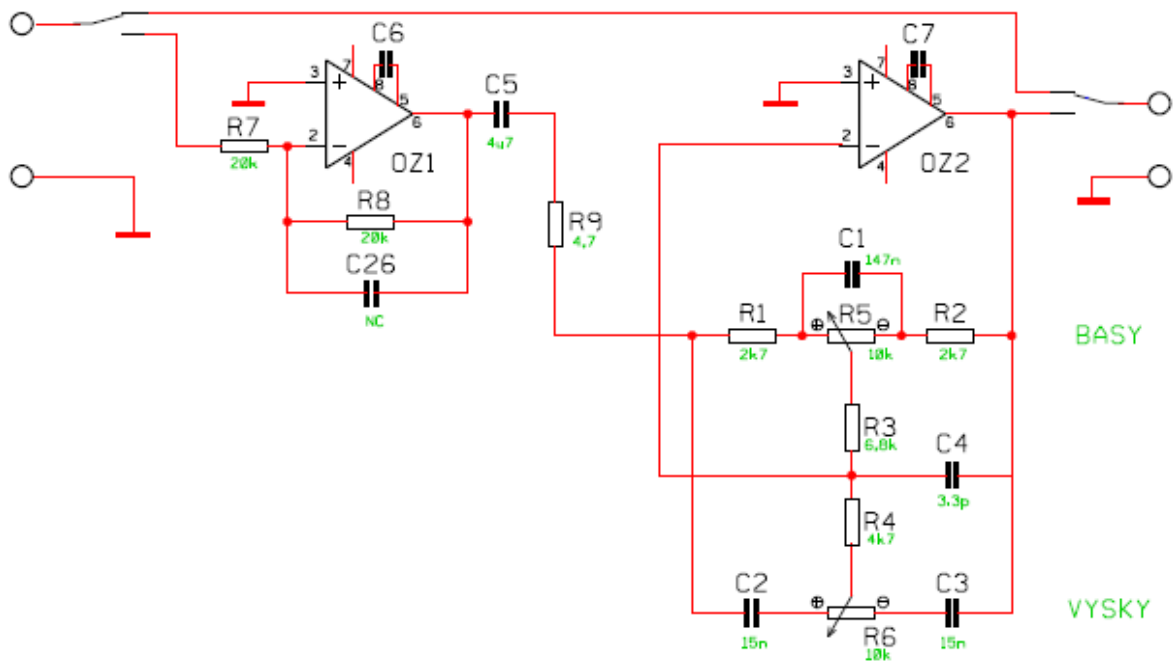 C6
C7
7
8
5
3
+
6
2
−
4
OZ1
C5
4u7
7
8
5
3
+
6
2
−
4
OZ2
R7
20k
R8
20k
C26
NC
R9
4.7
C1
147n
R1
2k7
⊕ R5 ⊖
10k
R2
2k7
BASY
R3
6,8k
C4
3.3p
R4
4k7
C2
15n
⊕ ⊖
R6
10k
C3
15n
VYSKY